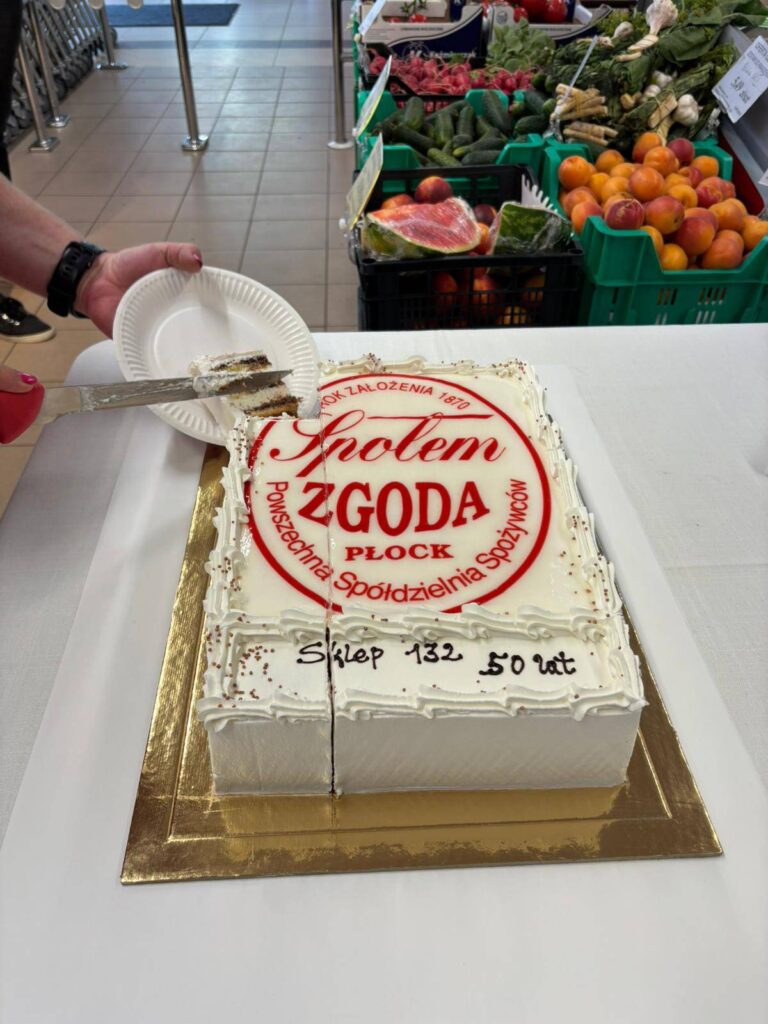 ROK ZAŁOŻENIA 1870
Społem
ZGODA
PŁOCK
Powszechna Spółdzielnia Spożywców
Sklep 132 50 lat